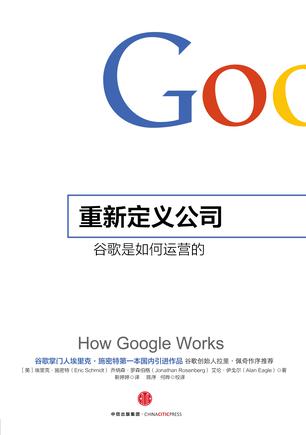 Goo
重新定义公司
谷歌是如何运营的
How Google Works
谷歌掌门人埃里克·施密特第一本国内引进作品 谷歌创始人拉里·佩奇作序推荐
［美］埃里克·施密特（Eric Schmidt） 乔纳森·罗森伯格（Jonathan Rosenberg） 艾伦·伊戈尔（Alan Eagle）著
靳婷婷◎译 陈序 何晔◎校译
中信出版集团·CHINACITICPRESS